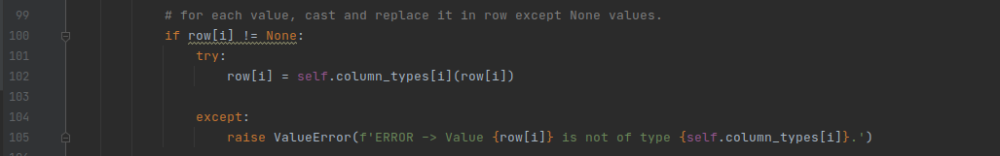 99 # for each value, cast and replace it in row except None values.
100 if row[i] != None:
101 try:
102 row[i] = self.column_types[i](row[i])
103
104 except:
105 raise ValueError(f'ERROR -> Value {row[i]} is not of type {self.column_types[i]}.')